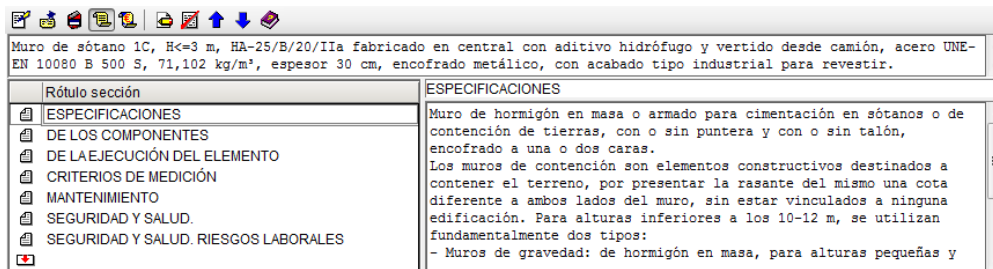 Muro de sótano 1C, H<=3 m, HA-25/B/20/IIa fabricado en central con aditivo hidrófugo y vertido desde camión, acero UNE-
EN 10080 B 500 S, 71,102 kg/m³, espesor 30 cm, encofrado metálico, con acabado tipo industrial para revestir.
Rótulo sección
ESPECIFICACIONES
DE LOS COMPONENTES
DE LA EJECUCIÓN DEL ELEMENTO
CRITERIOS DE MEDICIÓN
MANTENIMIENTO
SEGURIDAD Y SALUD.
SEGURIDAD Y SALUD. RIESGOS LABORALES
ESPECIFICACIONES
Muro de hormigón en masa o armado para cimentación en sótanos o de
contención de tierras, con o sin puntera y con o sin talón,
encofrado a una o dos caras.
Los muros de contención son elementos constructivos destinados a
contener el terreno, por presentar la rasante del mismo una cota
diferente a ambos lados del muro, sin estar vinculados a ninguna
edificación. Para alturas inferiores a los 10-12 m, se utilizan
fundamentalmente dos tipos:
- Muros de gravedad: de hormigón en masa, para alturas pequeñas y